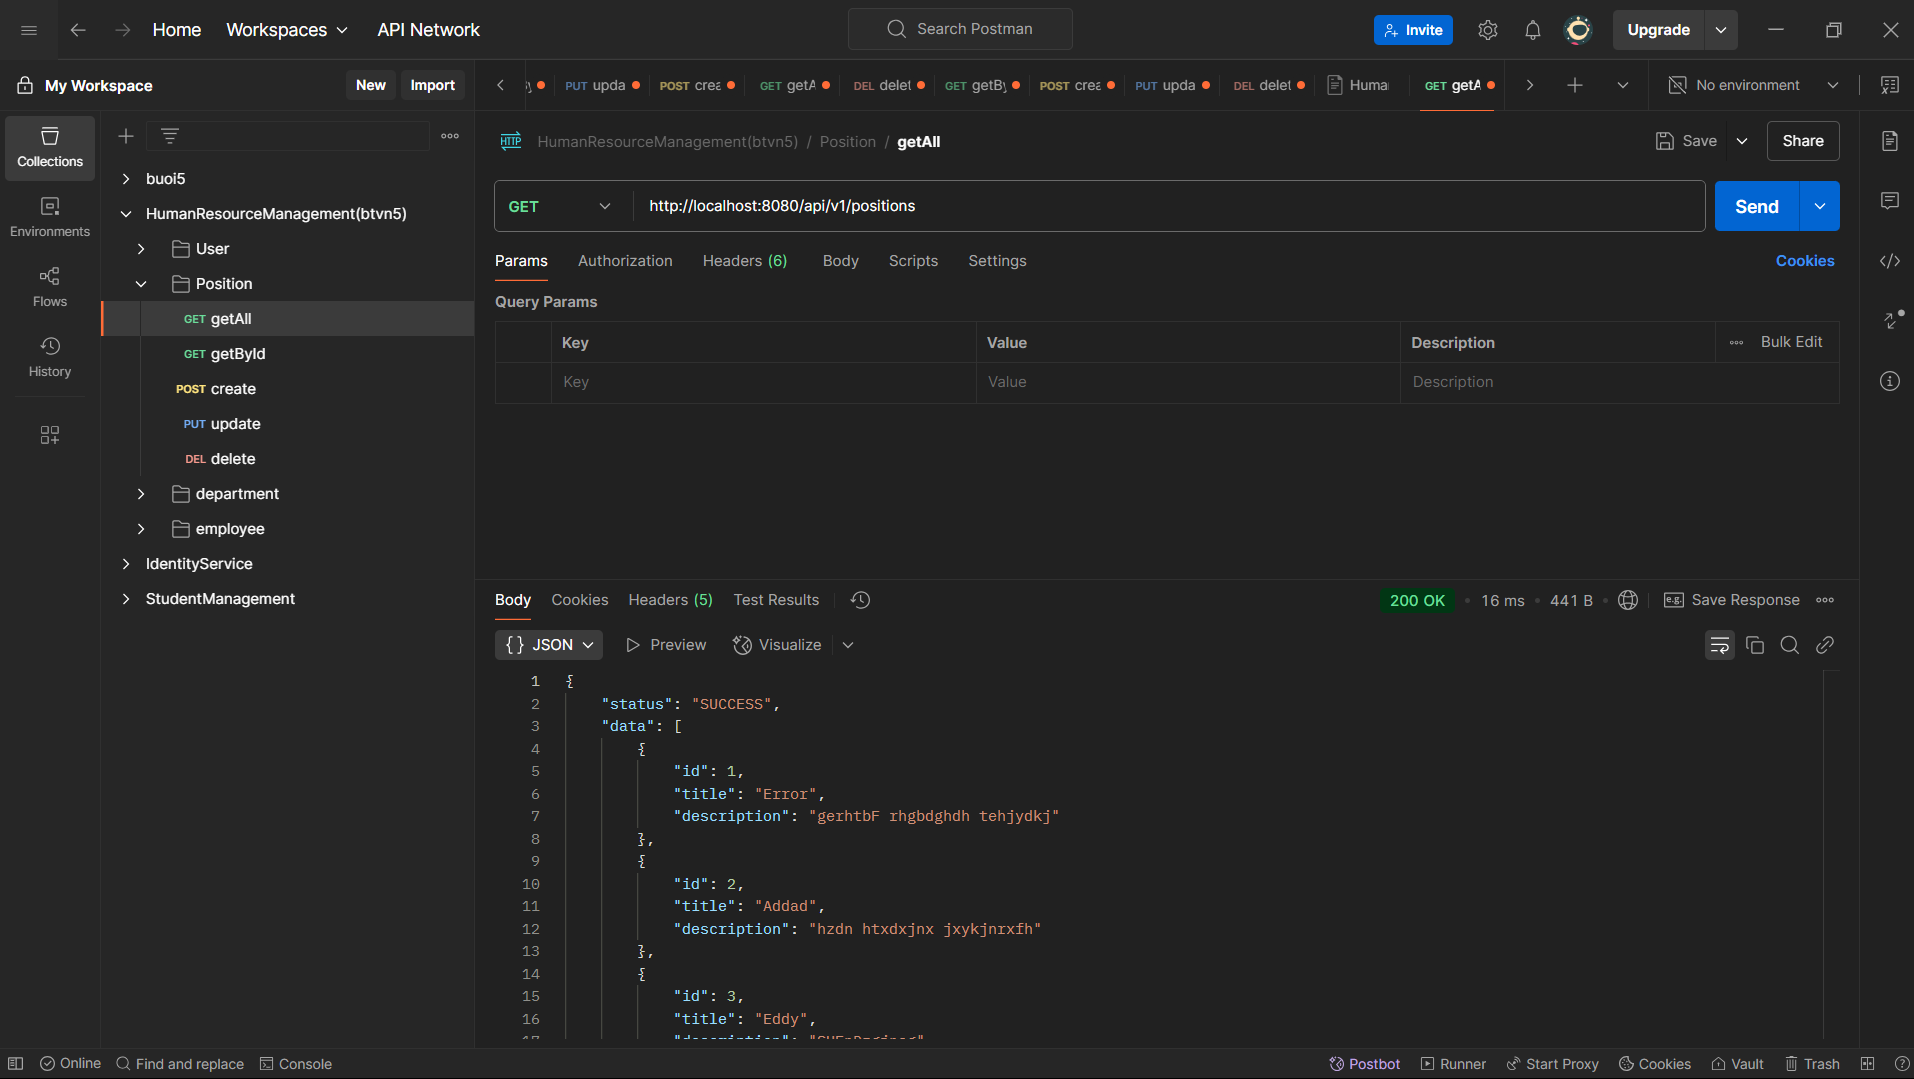 Home Workspaces API Network Search Postman Invite Upgrade
My Workspace New Import
PUT upda POST crea GET getA DEL delet GET getBy POST crea PUT upda DEL delet Huma GET getA No environment
Collections
Environments
Flows
History
buoi5
HumanResourceManagement(btvn5)
User
Position
GET getAll
GET getById
POST create
PUT update
DEL delete
department
employee
IdentityService
StudentManagement
HTTP HumanResourceManagement(btvn5) / Position / getAll Save Share
GET http://localhost:8080/api/v1/positions Send
Params Authorization Headers (6) Body Scripts Settings Cookies
Query Params
Key Value Description Bulk Edit
Key Value Description
Body Cookies Headers (5) Test Results 200 OK 16 ms 441 B e.g. Save Response
{} JSON Preview Visualize
1 {
2 "status": "SUCCESS",
3 "data": [
4 {
5 "id": 1,
6 "title": "Error",
7 "description": "gerhtbF rhgbdghdh tehjydkj"
8 },
9 {
10 "id": 2,
11 "title": "Addad",
12 "description": "hzdn htxdxjnx jxykjnrxfh"
13 },
14 {
15 "id": 3,
16 "title": "Eddy",
17 "description":
Online Find and replace Console Postbot Runner Start Proxy Cookies Vault Trash